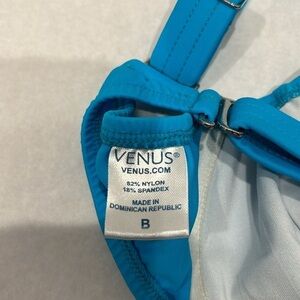 VENUS®
VENUS.COM
82% NYLON
18% SPANDEX
MADE IN
DOMINICAN REPUBLIC
B